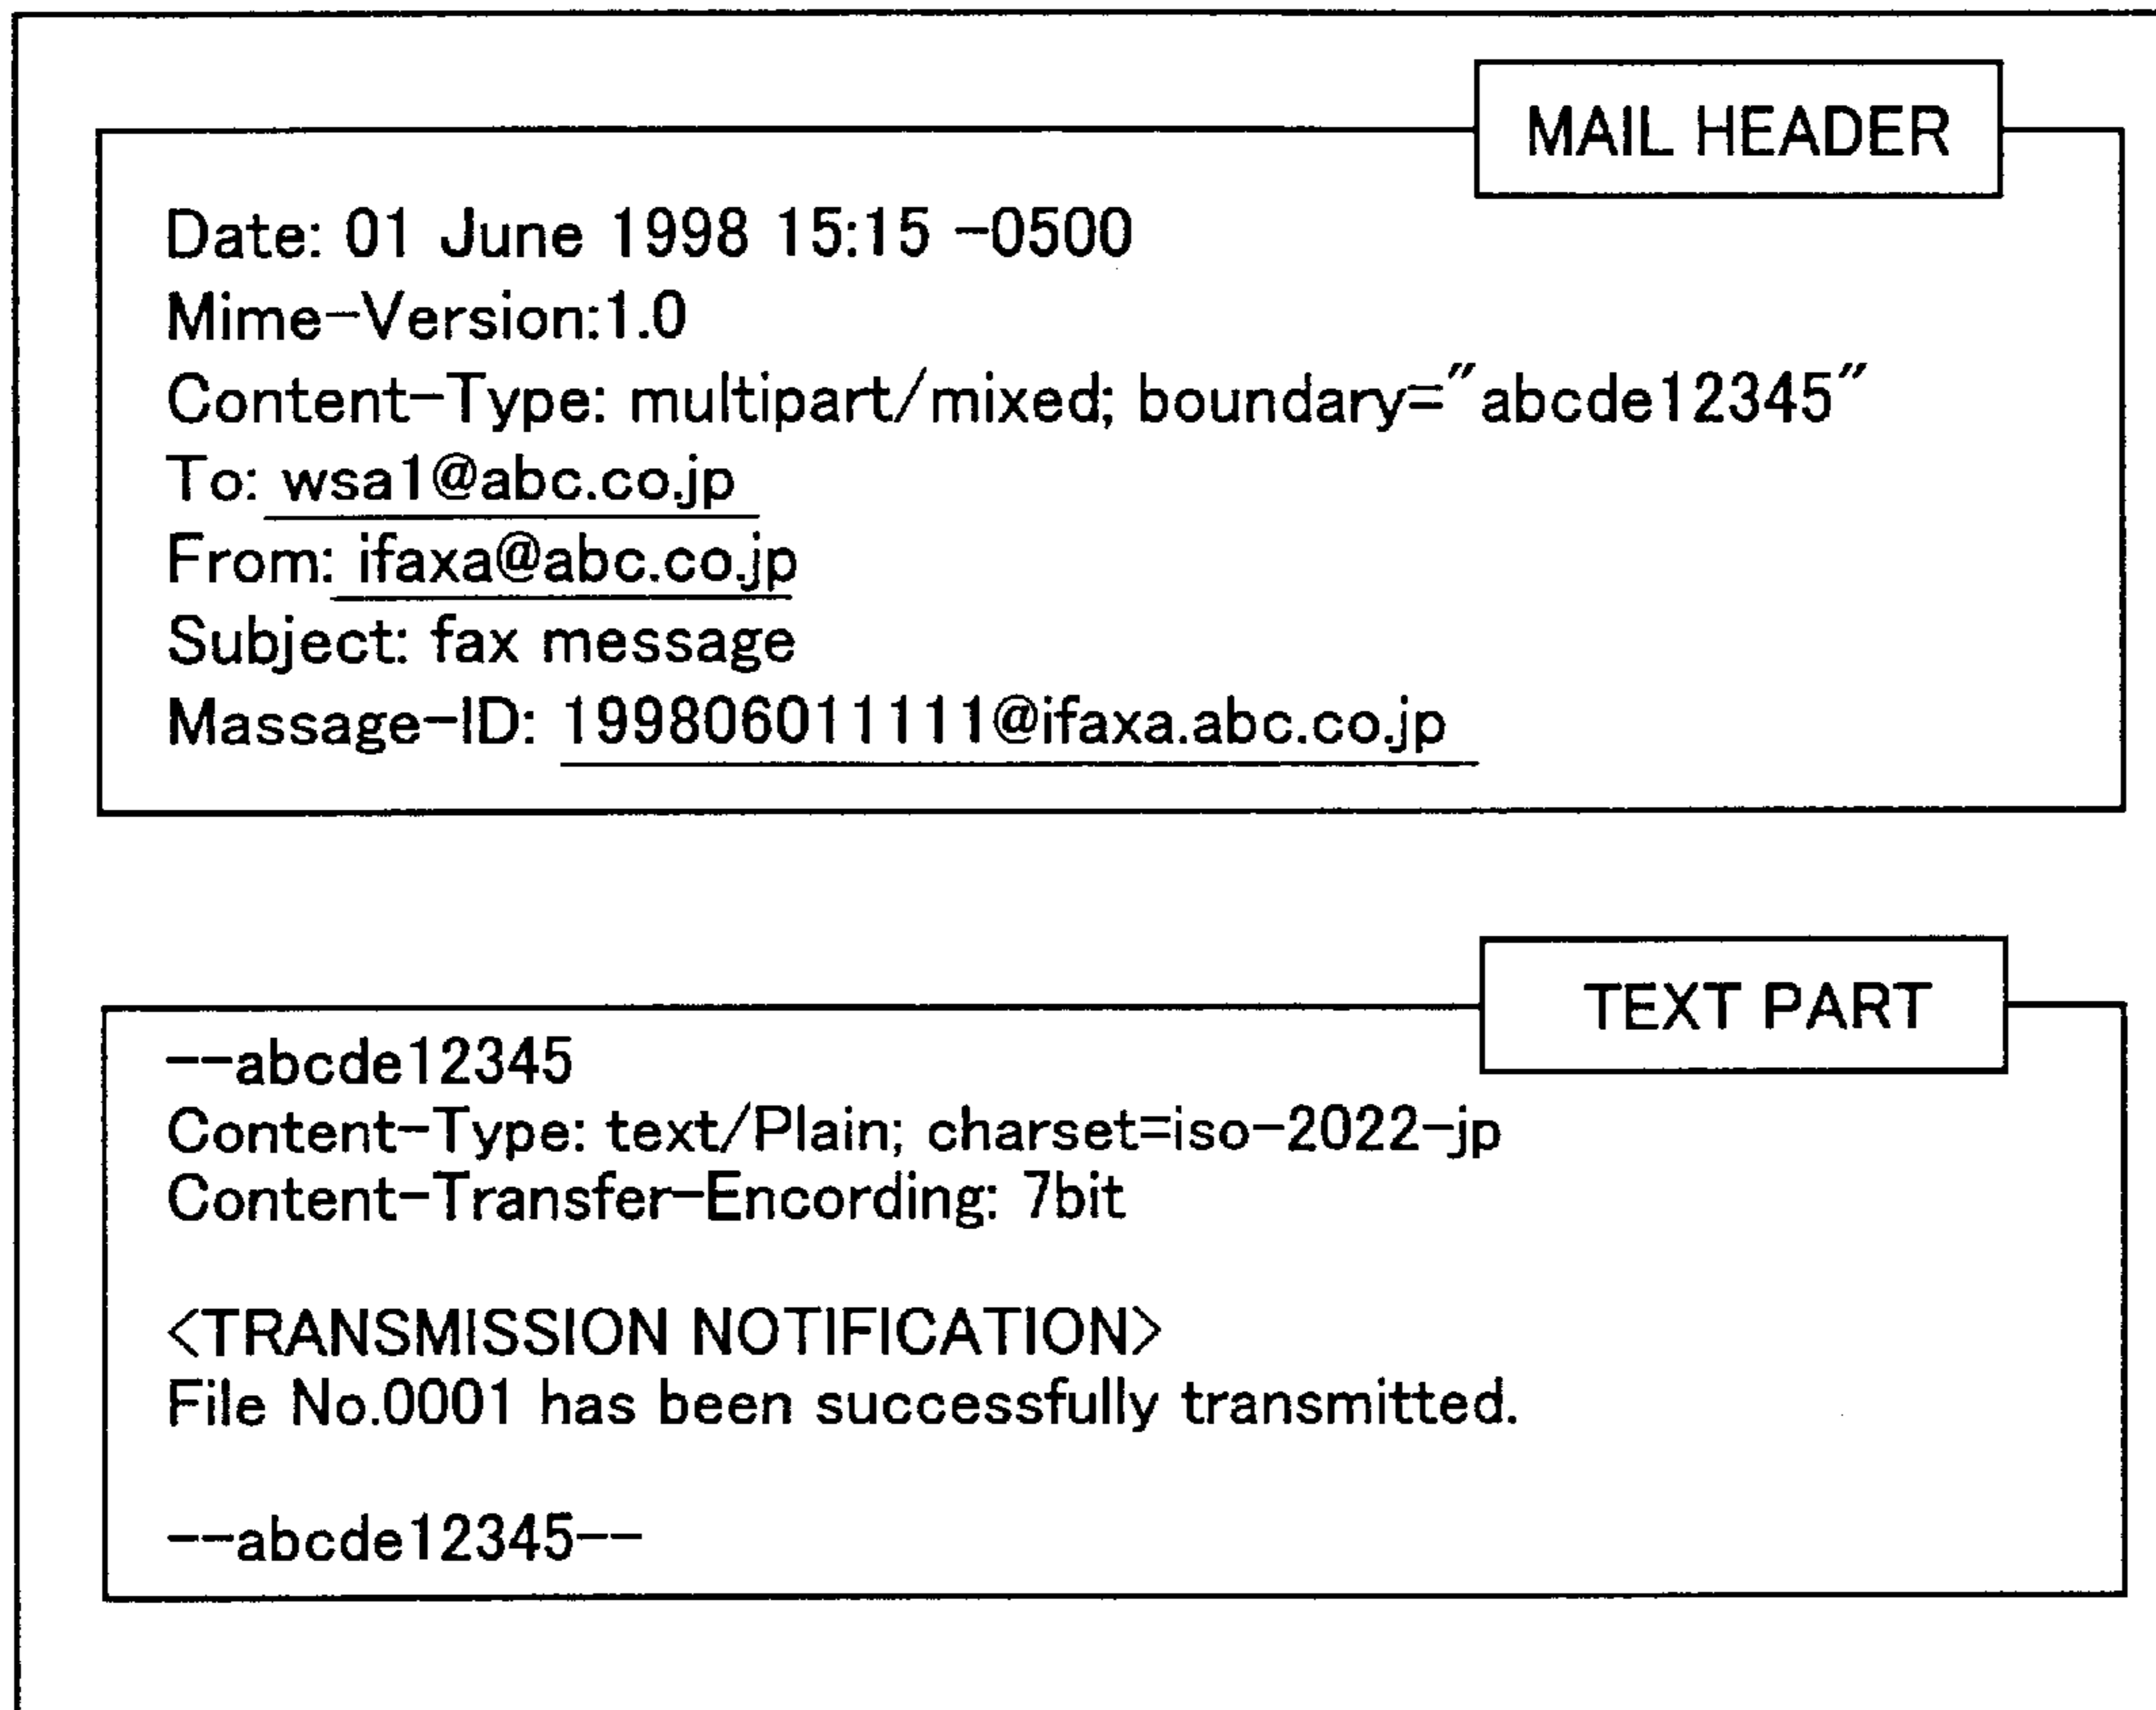 MAIL HEADER
Date: 01 June 1998 15:15 -0500
Mime-Version:1.0
Content-Type: multipart/mixed; boundary="abcde12345"
To: wsa1@abc.co.jp
From: ifaxa@abc.co.jp
Subject: fax message
Massage-ID: 199806011111@ifaxa.abc.co.jp
TEXT PART
--abcde12345
Content-Type: text/Plain; charset=iso-2022-jp
Content-Transfer-Encording: 7bit
<TRANSMISSION NOTIFICATION>
File No.0001 has been successfully transmitted.
--abcde12345--